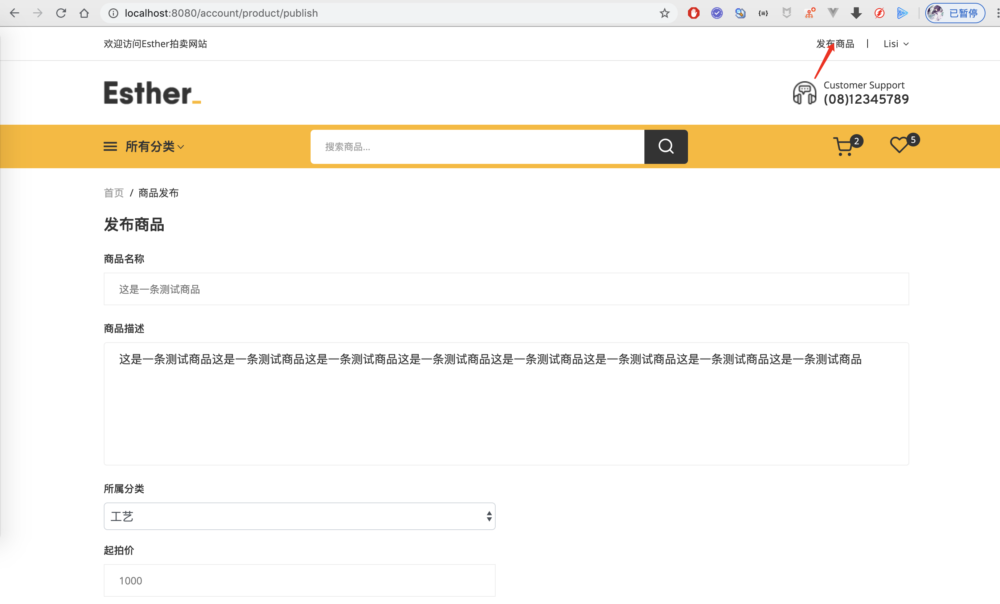 localhost:8080/account/product/publish
已暂停
欢迎访问Esther拍卖网站
发布商品 | Lisi
Esther_
Customer Support
(08)12345789
所有分类
搜索商品...
2
5
首页 / 商品发布
发布商品
商品名称
这是一条测试商品
商品描述
这是一条测试商品这是一条测试商品这是一条测试商品这是一条测试商品这是一条测试商品这是一条测试商品这是一条测试商品这是一条测试商品
所属分类
工艺
起拍价
1000